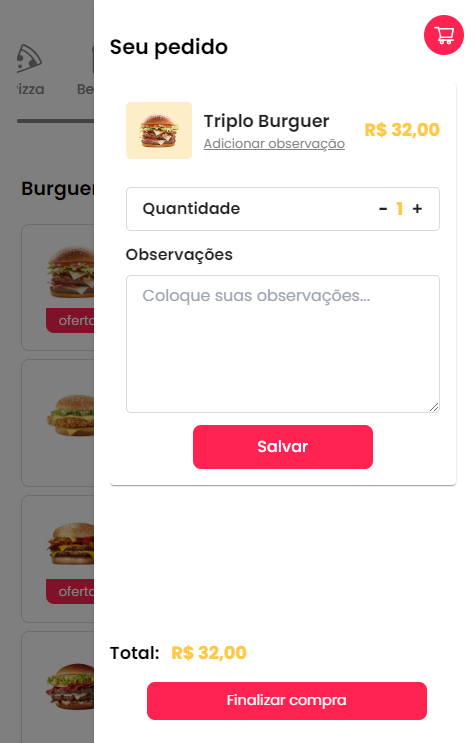 Seu pedido
izza
Be
Burguer
oferta
oferta
Triplo Burguer
Adicionar observação
R$ 32,00
Quantidade
- 1 +
Observações
Coloque suas observações...
Salvar
Total: R$ 32,00
Finalizar compra